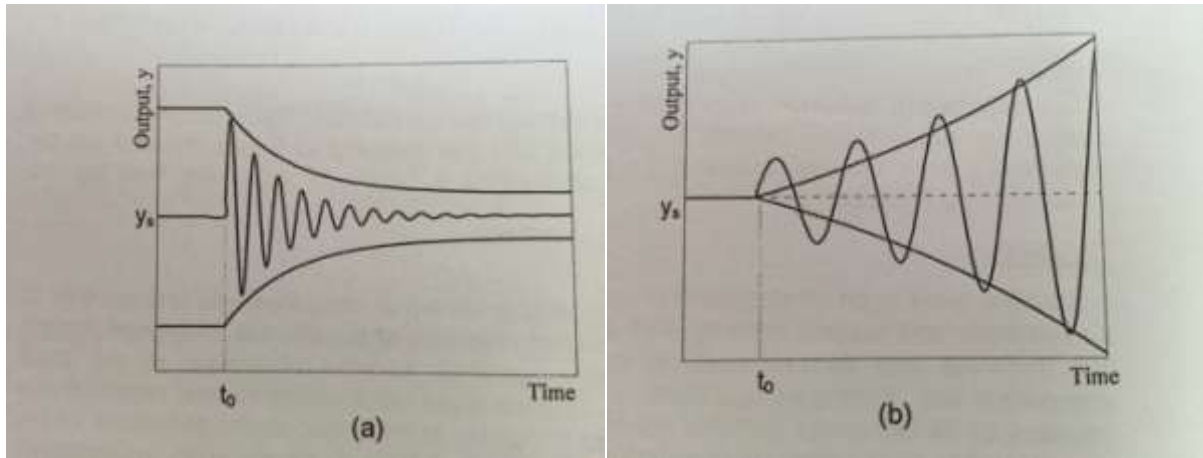 Output, y
yₛ
t₀
Time
(a)
Output, y
yₛ
t₀
Time
(b)